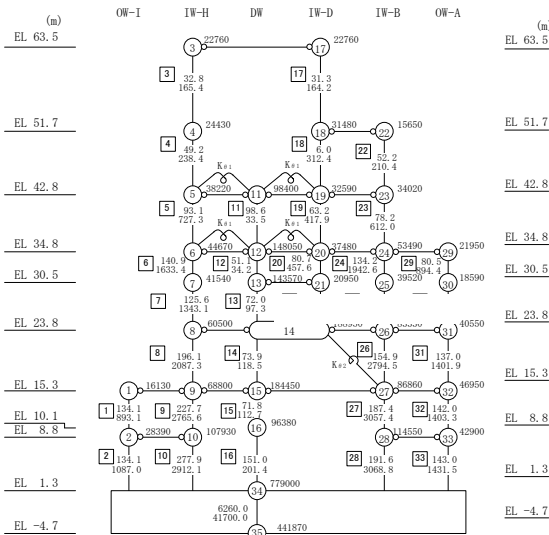 (m)
OW-I IW-H DW IW-D IW-B OW-A
(m)
EL 63.5
3 22760 17 22760
EL 63.5
3 32.8 17 31.3
165.4 164.2
EL 51.7
4 24430 18 31480 22 15650
EL 51.7
4 49.2 18 6.0 22 52.2
238.4 312.4 210.4
K#1 K#1
EL 42.8
5 38220 11 98400 19 32590 23 34020
EL 42.8
5 93.1 11 98.6 19 63.2 23 78.2
727.3 33.5 417.9 612.0
K#1 K#1
EL 34.8
6 44670 12 148050 20 37480 24 53490 29 21950
EL 34.8
6 140.9 12 51.1 20 80.7 24 134.2 29 80.5
1633.4 34.2 457.6 1942.6 894.4
EL 30.5
7 41540 13 143570 21 20950 25 39520 30 18590
EL 30.5
7 125.6 13 72.0
1343.1 97.3
EL 23.8
8 60500 14 26 31 40550
EL 23.8
8 196.1 14 73.9 K#2 26 154.9 31 137.0
2087.3 118.5 2794.5 1401.9
EL 15.3
1 16130 9 68800 15 184450 27 86860 32 46950
EL 15.3
1 134.1 9 227.7 15 71.8 27 187.4 32 142.0
893.1 2765.6 112.7 3057.4 1403.3
EL 10.1
16 96380
EL 8.8
2 28390 10 107930 28 114550 33 42900
EL 8.8
2 134.1 10 277.9 16 151.0 28 191.6 33 143.0
1087.0 2912.1 201.4 3068.8 1431.5
EL 1.3
34 779000
EL 1.3
6260.0
41700.0
EL -4.7
35 441870
EL -4.7